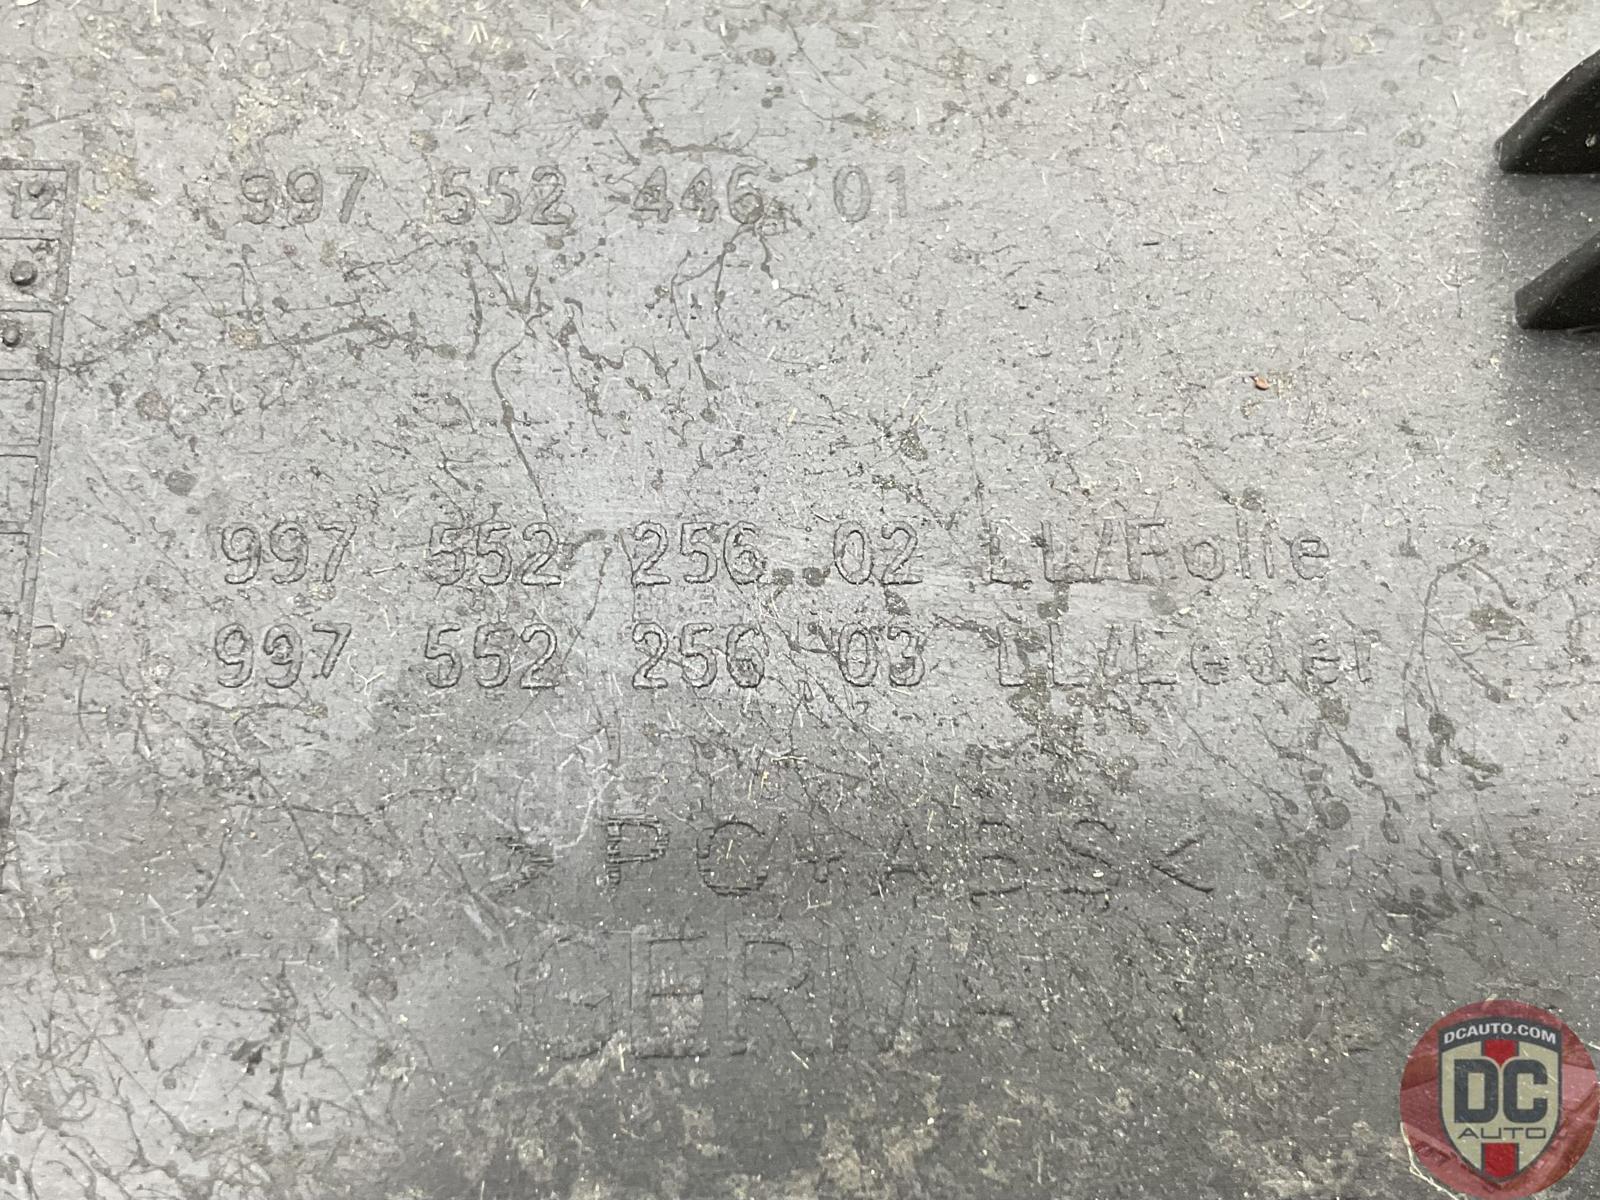 12
997 552 446 01
997 552 256 02 LL/Folie
997 552 256 03 LL/Leder
>PC+ABS<
DCAUTO.COM
DC
AUTO